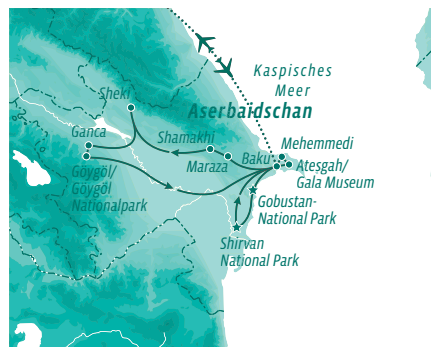 Kaspisches
Meer
Sheki
Aserbaidschan
Ganca
Shamakhi
Mehemmedi
Maraza
Baku
Ateşgah/
Gala Museum
Göygöl/
Göygöl
Nationalpark
Gobustan-
National Park
Shirvan
National Park